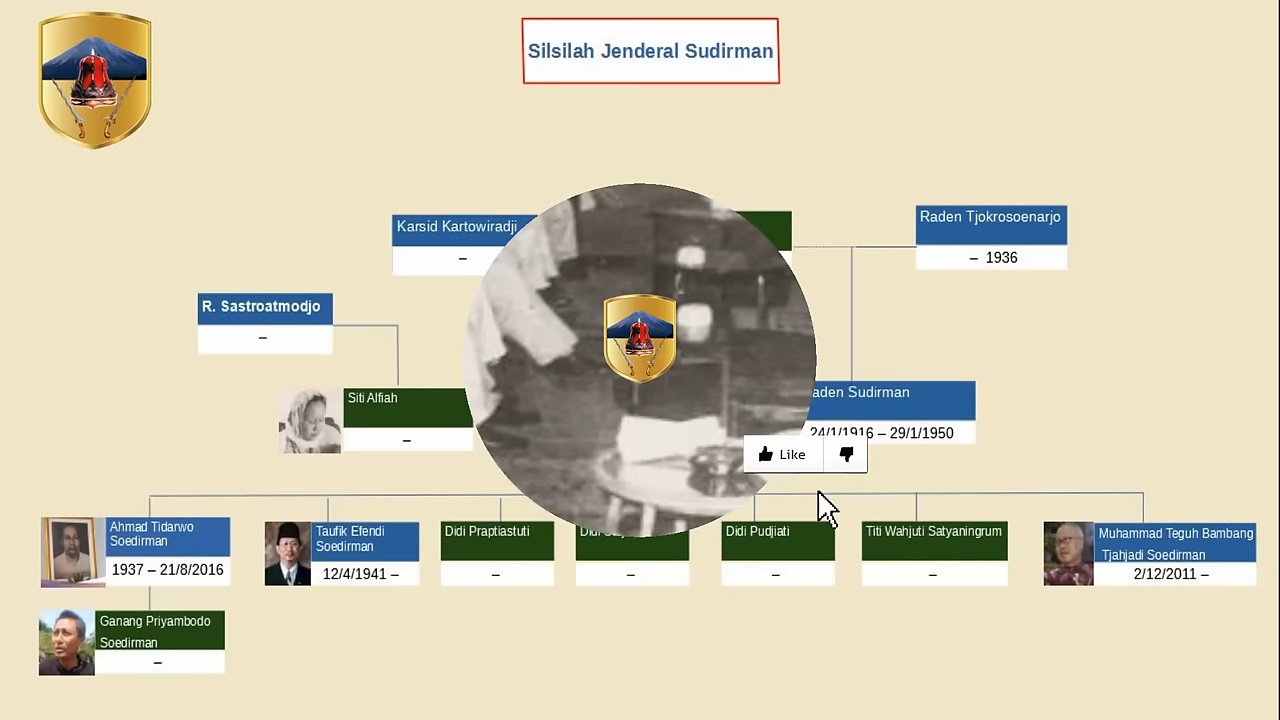 Silsilah Jenderal Sudirman
Karsid Kartowiradji
–
Raden Tjokrosoenarjo
– 1936
R. Sastroatmodjo
–
Siti Alfiah
–
aden Sudirman
24/1/1916 – 29/1/1950
Like
Ahmad Tidarwo
Soedirman
1937 – 21/8/2016
Taufik Efendi
Soedirman
12/4/1941 –
Didi Praptiastuti
–
Didi
–
Didi Pudjiati
–
Titi Wahjuti Satyaningrum
–
Muhammad Teguh Bambang
Tjahjadi Soedirman
2/12/2011 –
Ganang Priyambodo
Soedirman
–